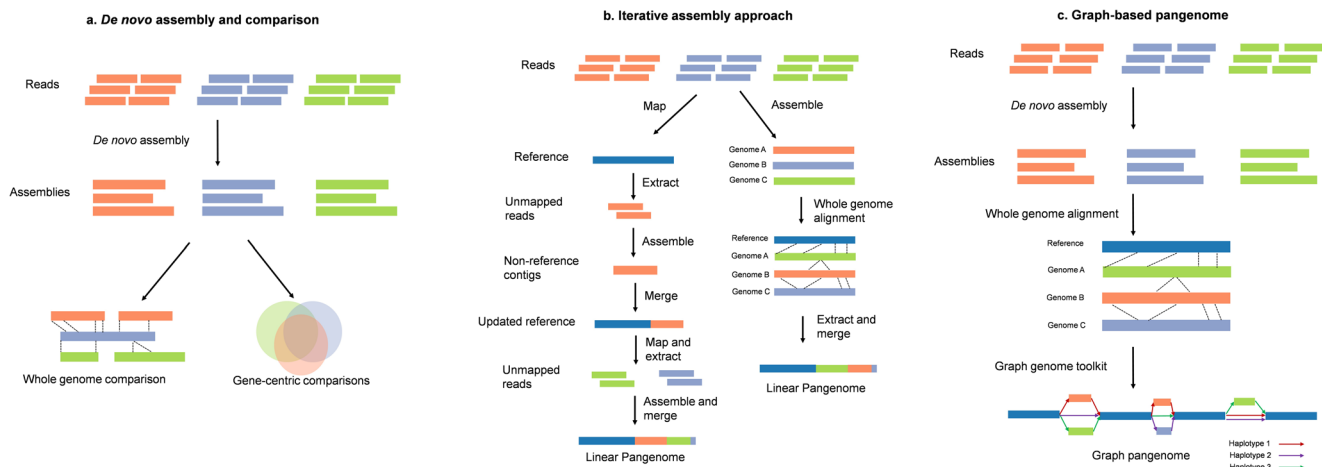 a. De novo assembly and comparison
Reads
De novo assembly
Assemblies
Whole genome comparison
Gene-centric comparisons
b. Iterative assembly approach
Reads
Map
Assemble
Reference
Extract
Unmapped
reads
Assemble
Non-reference
contigs
Merge
Updated reference
Map and
extract
Unmapped
reads
Assemble and
merge
Linear Pangenome
Genome A
Genome B
Genome C
Whole genome
alignment
Reference
Genome A
Genome B
Genome C
Extract and
merge
Linear Pangenome
c. Graph-based pangenome
Reads
De novo assembly
Assemblies
Whole genome alignment
Reference
Genome A
Genome B
Genome C
Graph genome toolkit
Graph pangenome
Haplotype 1
Haplotype 2
Haplotype 3